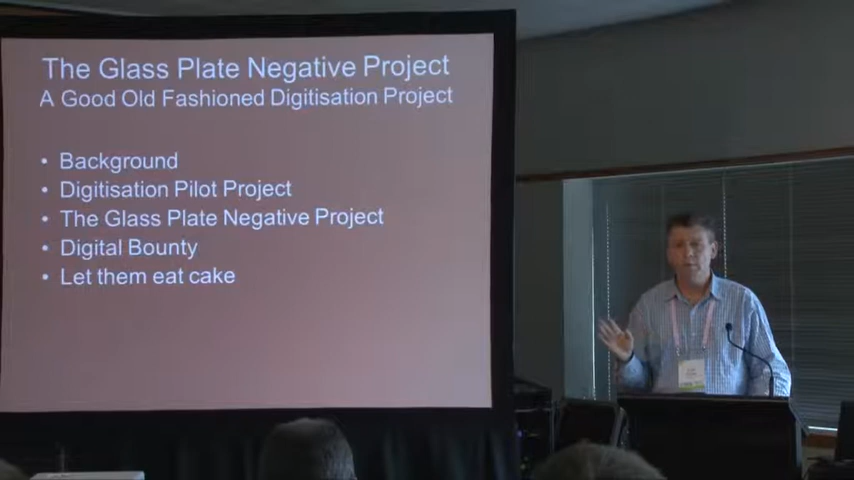 The Glass Plate Negative Project
A Good Old Fashioned Digitisation Project
• Background
• Digitisation Pilot Project
• The Glass Plate Negative Project
• Digital Bounty
• Let them eat cake